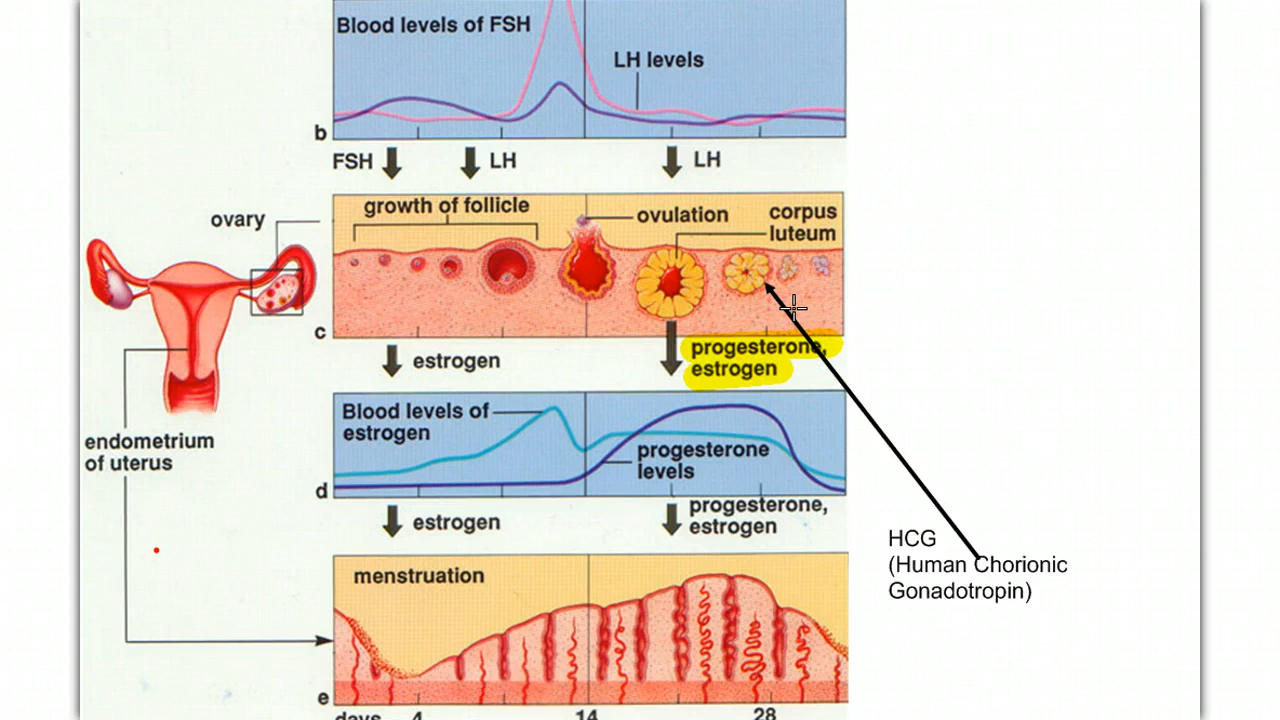 Blood levels of FSH
LH levels
b
FSH
LH
LH
ovary
growth of follicle
ovulation
corpus
luteum
c
estrogen
progesterone,
estrogen
Blood levels of
estrogen
progesterone
levels
endometrium
of uterus
d
estrogen
progesterone,
estrogen
HCG
(Human Chorionic
Gonadotropin)
menstruation
e
days 4 14 28